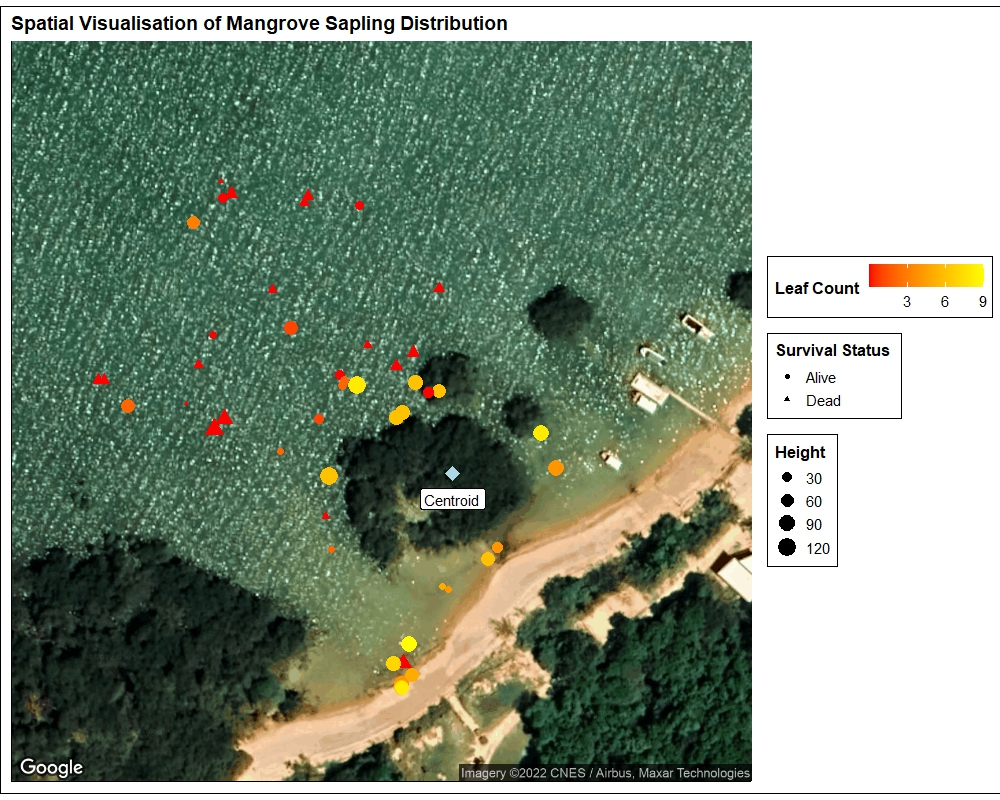 Spatial Visualisation of Mangrove Sapling Distribution
Leaf Count
3 6 9
Survival Status
Alive
Dead
Height
30
60
90
120
Centroid
Google
Imagery ©2022 CNES / Airbus, Maxar Technologies